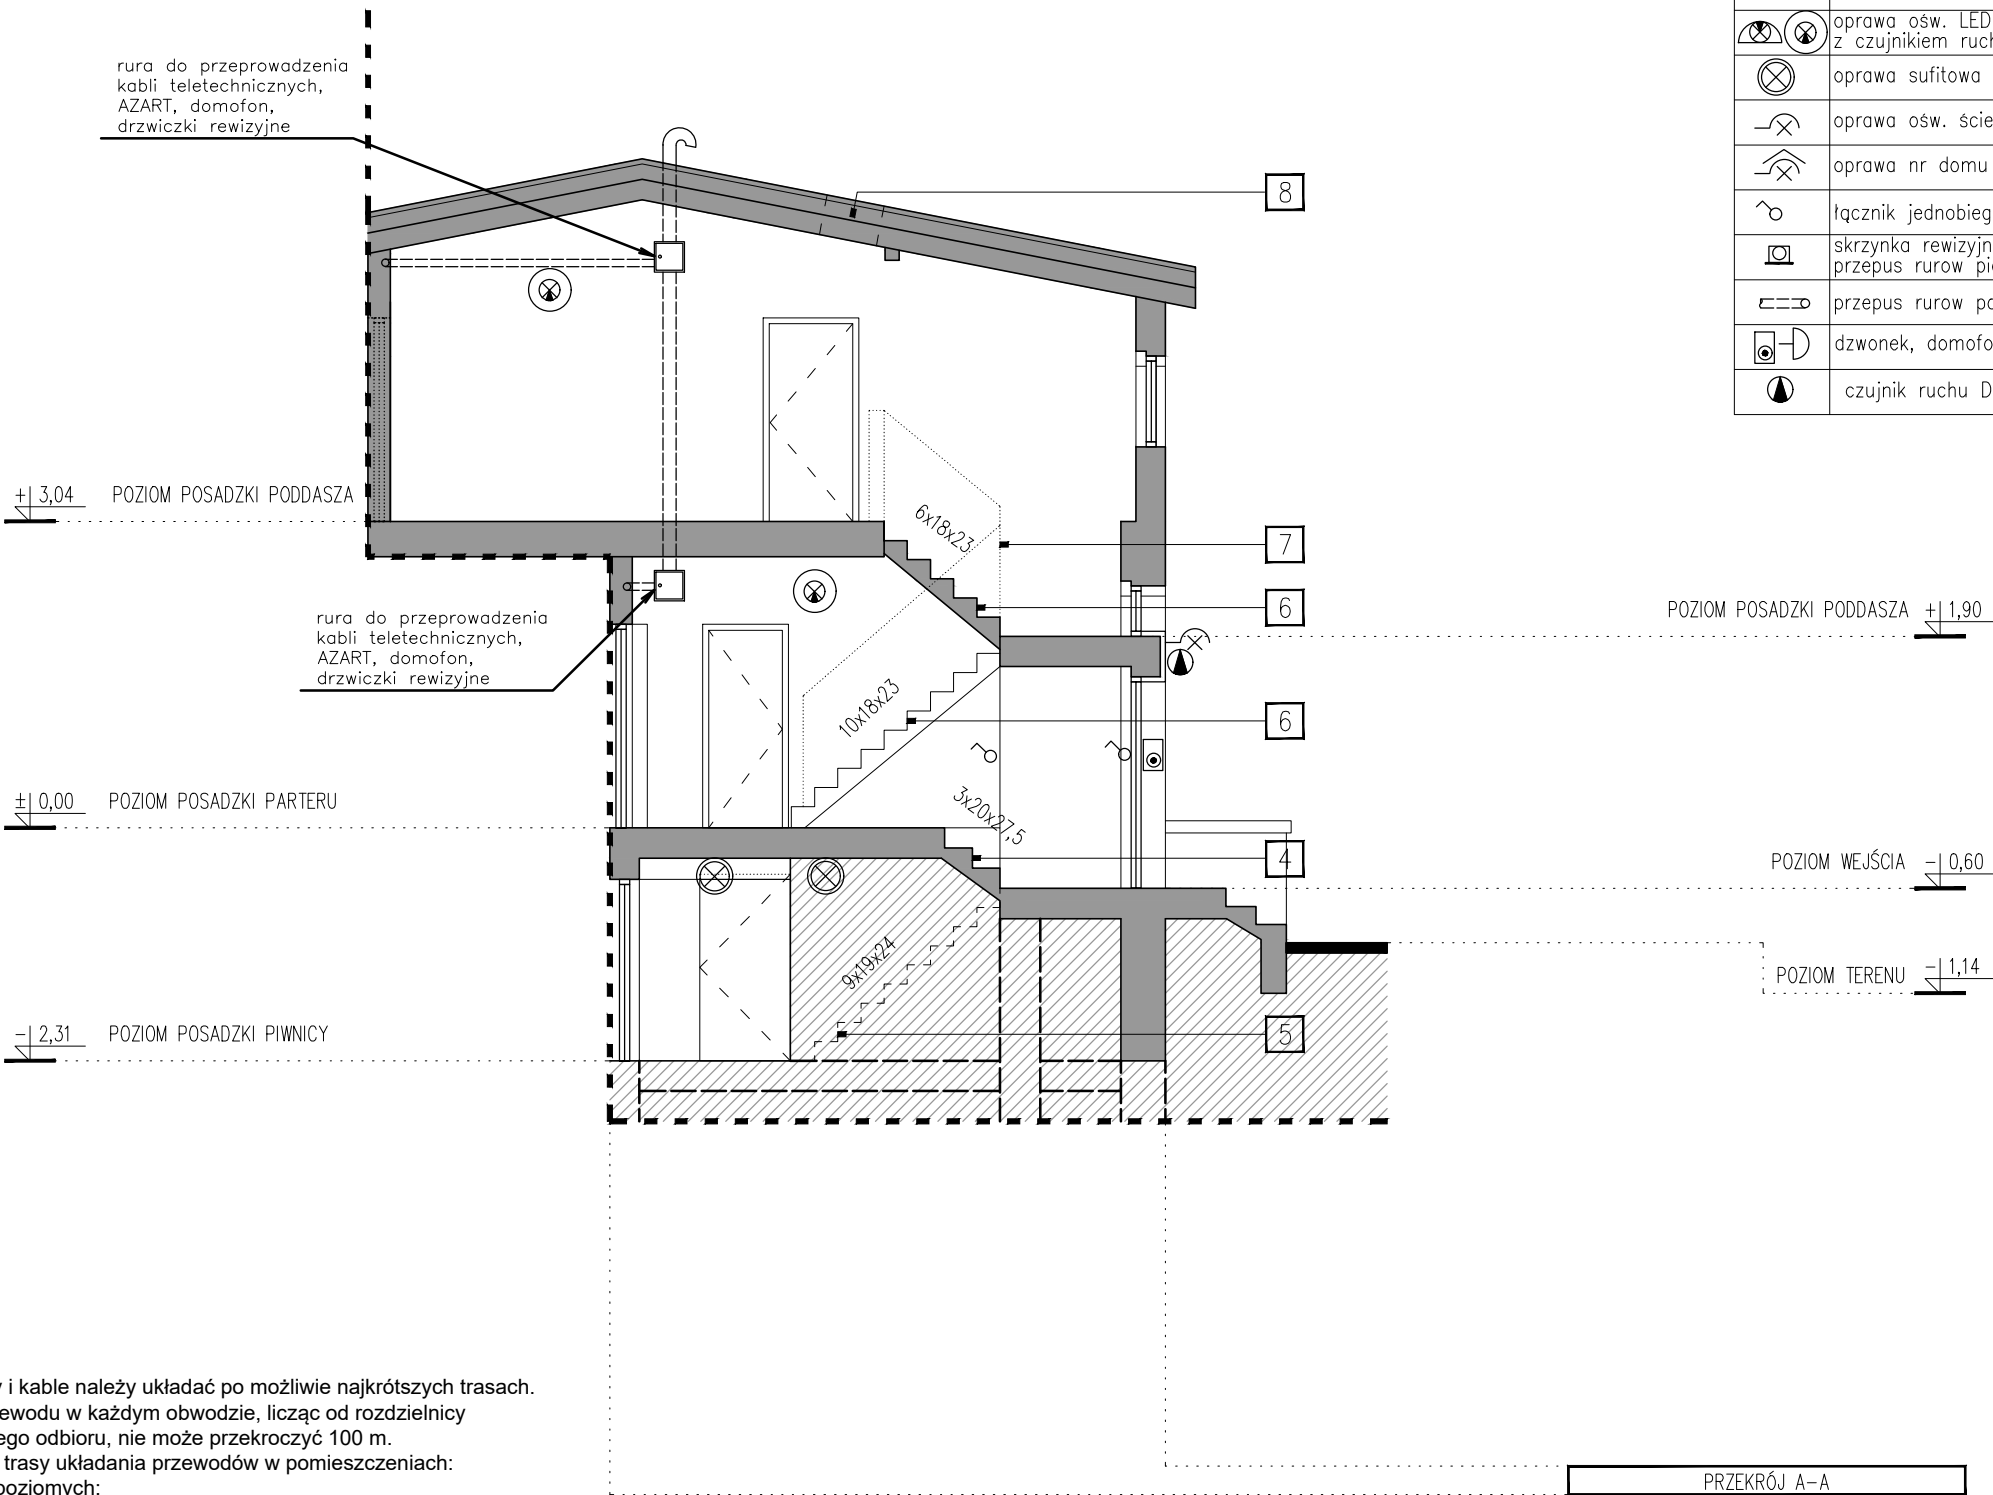 rura do przeprowadzenia
kabli teletechnicznych,
AZART, domofon,
drzwiczki rewizyjne
oprawa ośw. LED
z czujnikiem ruch
oprawa sufitowa
oprawa ośw. ście
oprawa nr domu
łącznik jednobieg
skrzynka rewizyjn
przepus rurow pi
przepus rurow po
dzwonek, domofo
czujnik ruchu D
8
+ 3,04 POZIOM POSADZKI PODDASZA
6x18x23
7
6
POZIOM POSADZKI PODDASZA + 1,90
rura do przeprowadzenia
kabli teletechnicznych,
AZART, domofon,
drzwiczki rewizyjne
10x18x23
6
± 0,00 POZIOM POSADZKI PARTERU
3x20x27,5
4
POZIOM WEJŚCIA - 0,60
9x19x24
POZIOM TERENU - 1,14
- 2,31 POZIOM POSADZKI PIWNICY
5
i kable należy układać po możliwie najkrótszych trasach.
ewodu w każdym obwodzie, licząc od rozdzielnicy
ego odbioru, nie może przekroczyć 100 m.
trasy układania przewodów w pomieszczeniach:
poziomych:
PRZEKRÓJ A-A